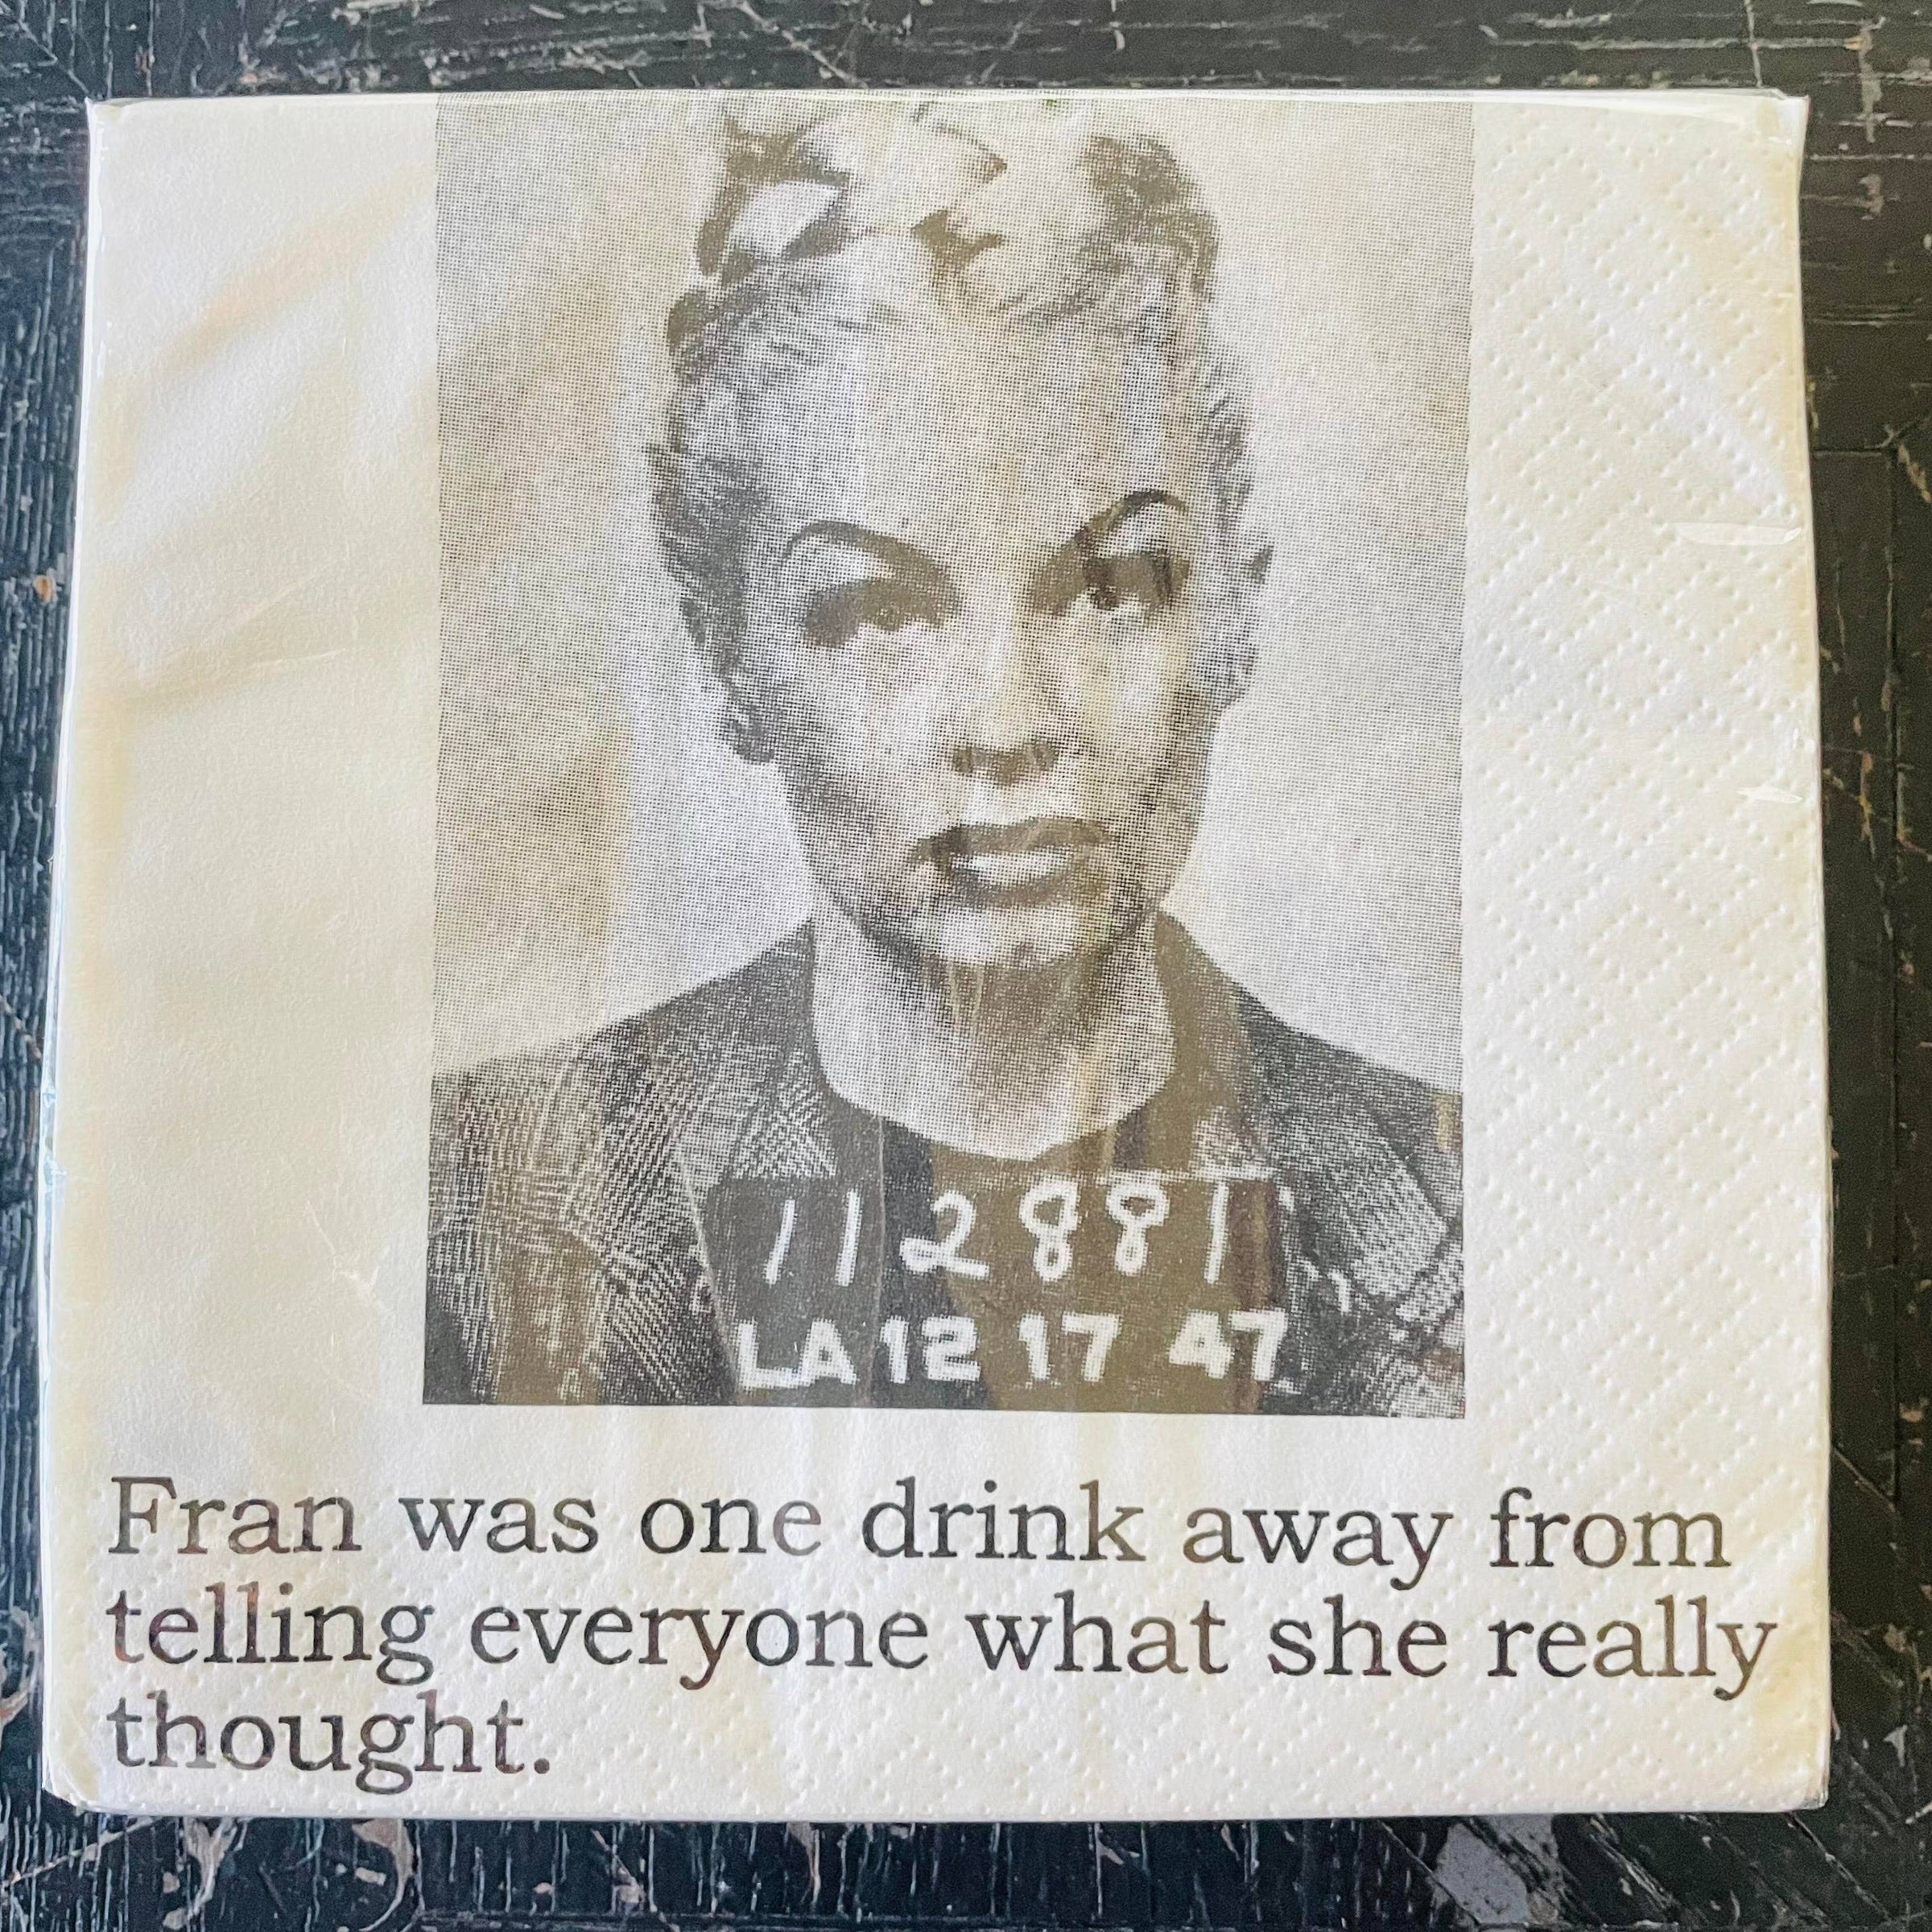 112881
LA 12 17 47
Fran was one drink away from
telling everyone what she really
thought.